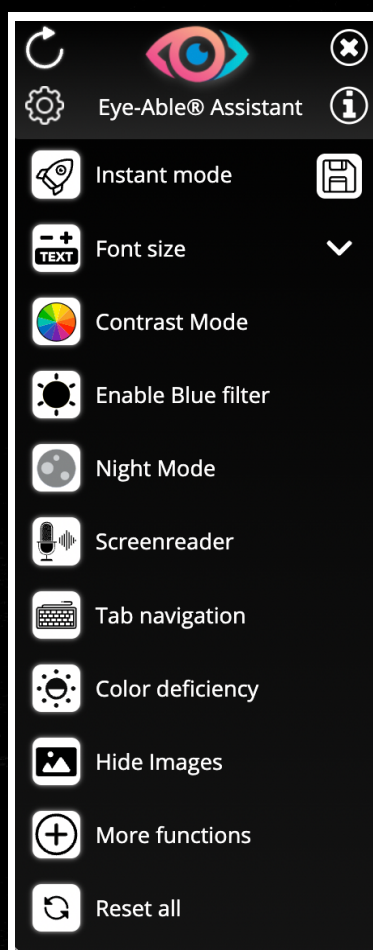 Eye-Able® Assistant
Instant mode
TEXT
Font size
Contrast Mode
Enable Blue filter
Night Mode
Screenreader
Tab navigation
Color deficiency
Hide Images
More functions
Reset all